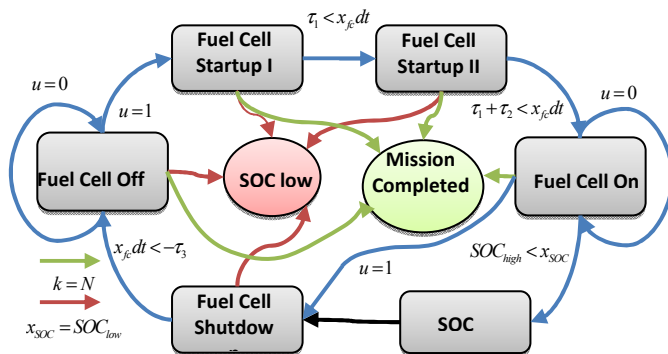 τ₁ < x_fc dt
Fuel Cell
Startup I
Fuel Cell
Startup II
u = 0
u = 1
u = 0
τ₁ + τ₂ < x_fc dt
Fuel Cell Off
SOC low
Mission
Completed
Fuel Cell On
x_fc dt < −τ₃
SOC_high < x_SOC
k = N
u = 1
x_SOC = SOC_low
Fuel Cell
Shutdow
SOC